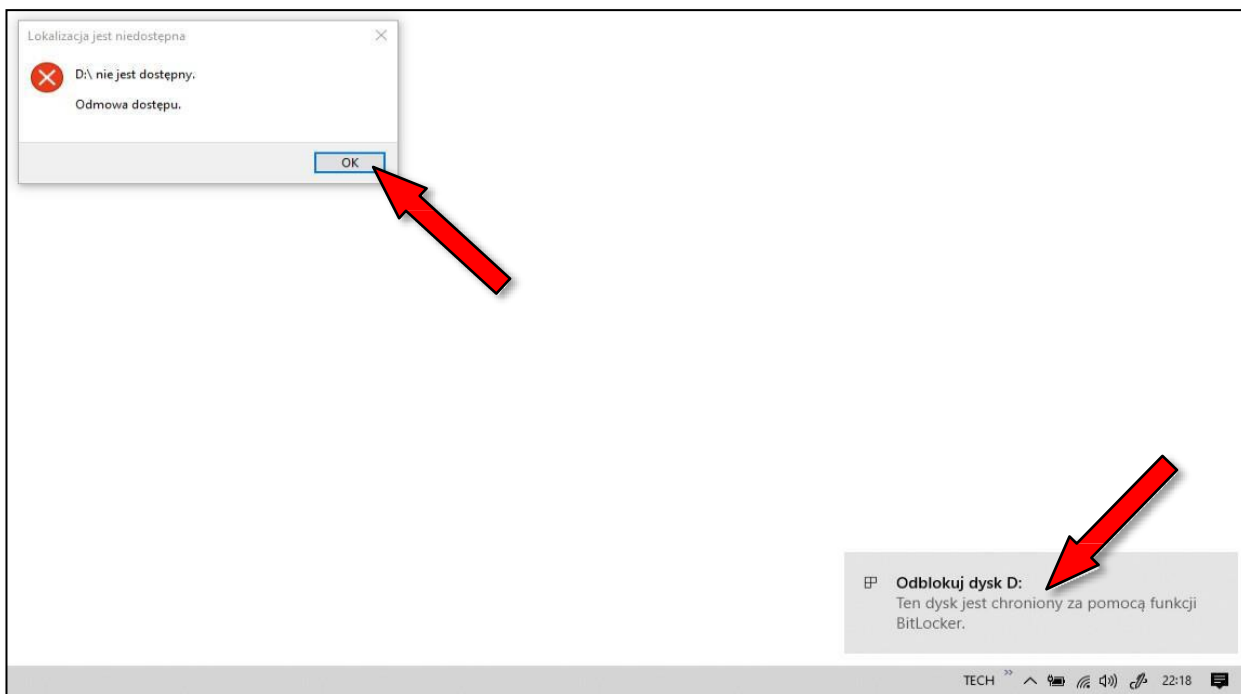 Lokalizacja jest niedostępna
D:\ nie jest dostępny.
Odmowa dostępu.
OK
Odblokuj dysk D:
Ten dysk jest chroniony za pomocą funkcji
BitLocker.
TECH
22:18